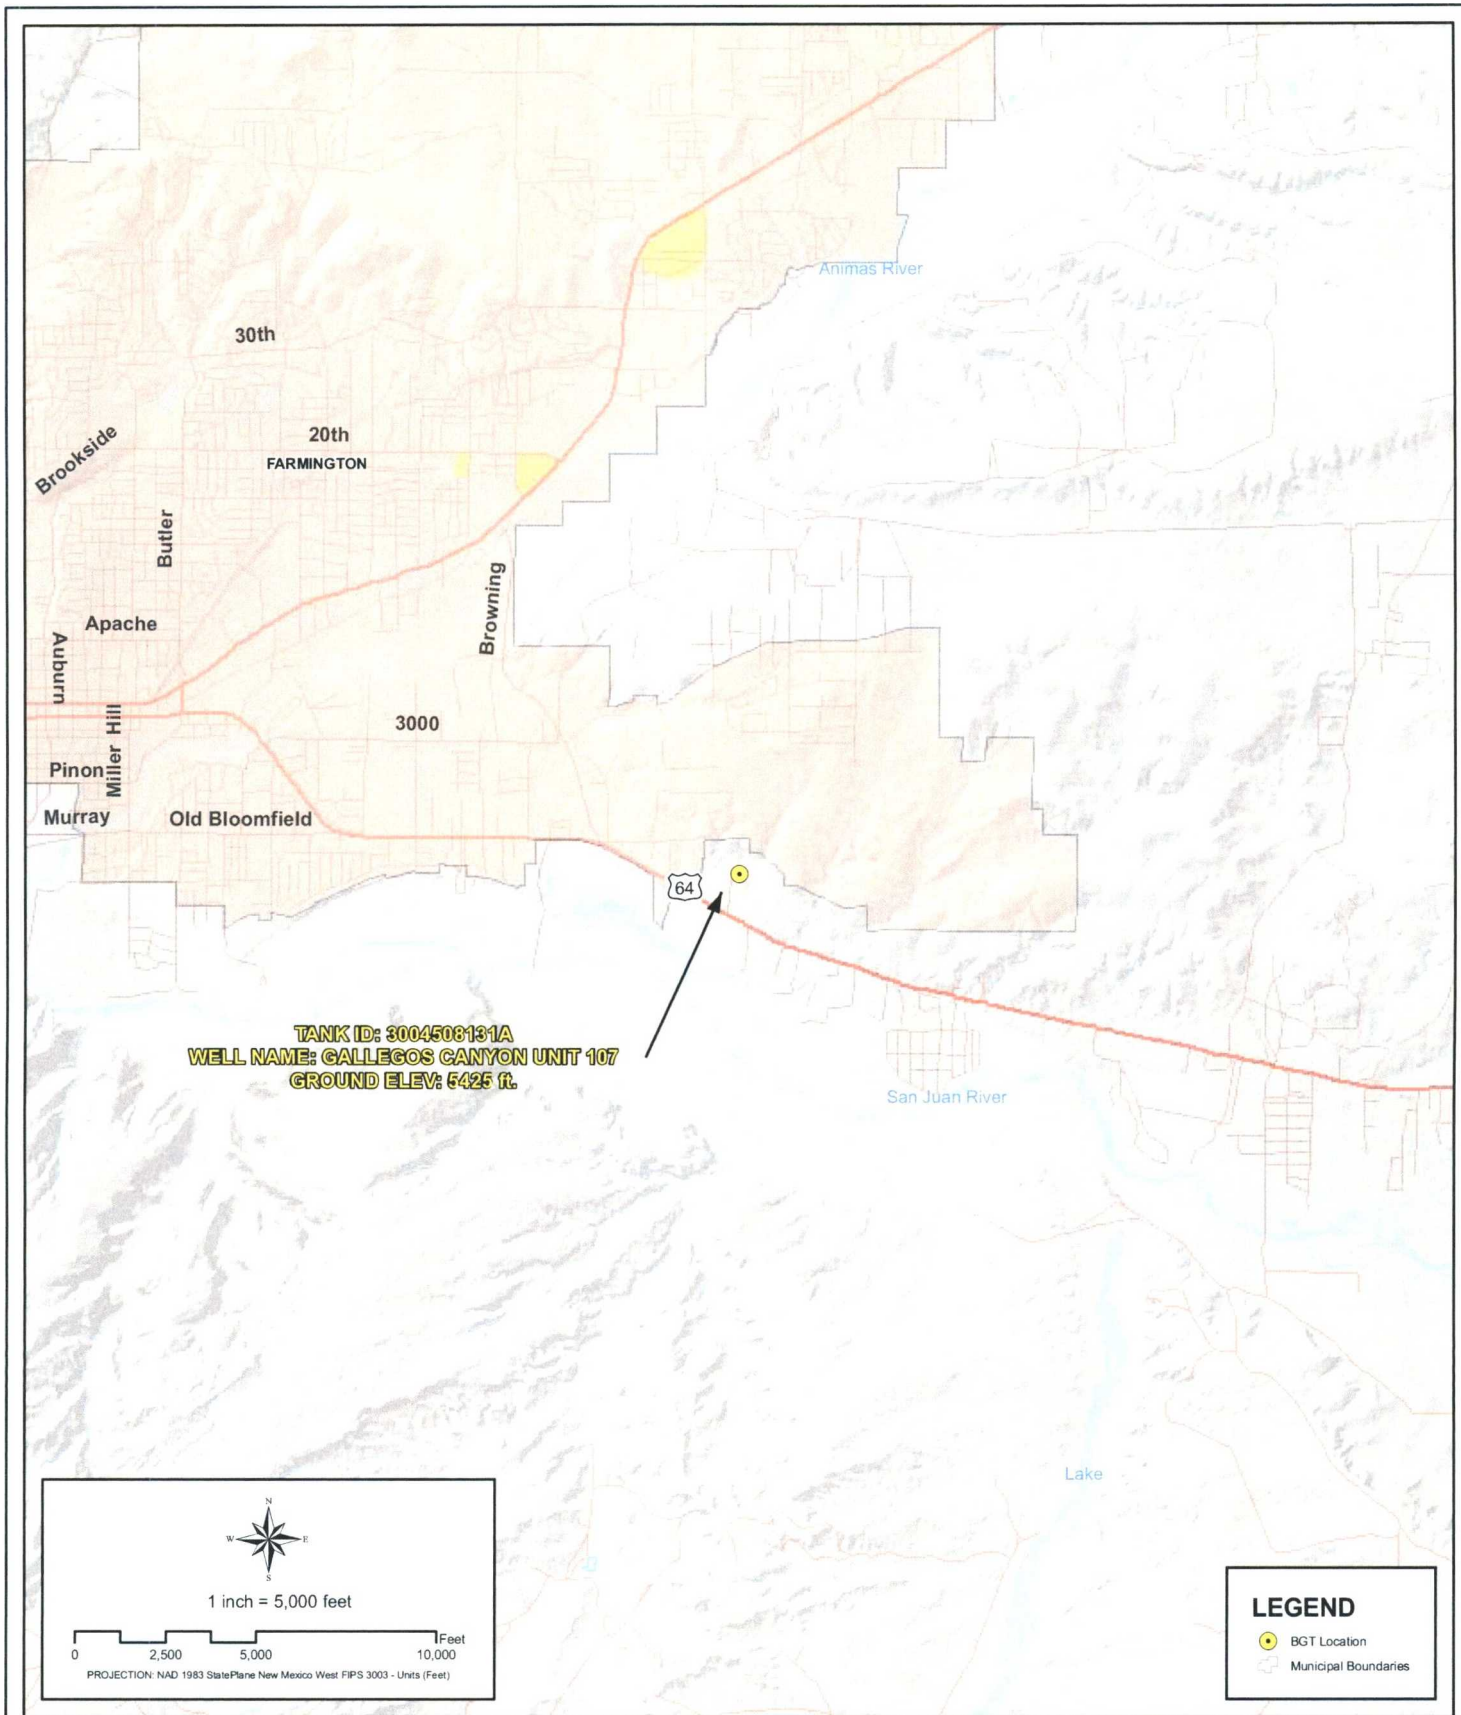 Animas River
30th
Brookside
20th
FARMINGTON
Butler
Browning
Apache
Auburn
Miller Hill
3000
Pinon
Murray
Old Bloomfield
64
TANK ID: 3004508131A
WELL NAME: GALLEGOS CANYON UNIT 107
GROUND ELEV: 5425 ft.
San Juan River
Lake
N
W E
S
1 inch = 5,000 feet
Feet
0 2,500 5,000 10,000
PROJECTION: NAD 1983 StatePlane New Mexico West FIPS 3003 - Units (Feet)
LEGEND
BGT Location
Municipal Boundaries